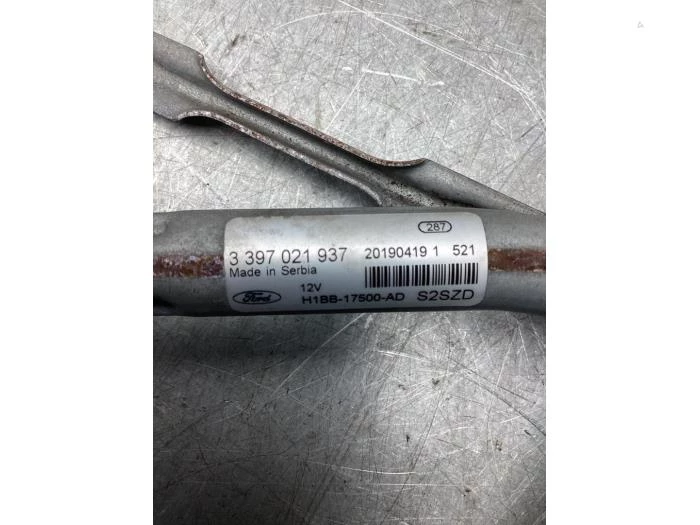 287
3 397 021 937 20190419 1 521
Made in Serbia
12V
Ford H1BB-17500-AD S2SZD